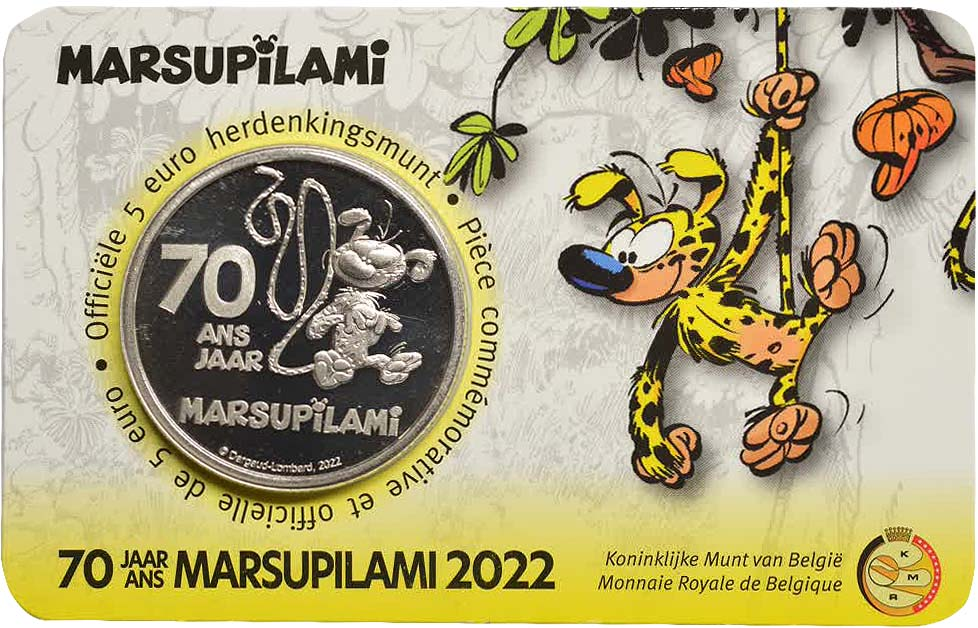 MARSUPiLAMi
Officiële 5 euro herdenkingsmunt • Pièce commémorative et officielle de 5 euro •
70
ANS
JAAR
MARSUPiLAMi
© Dargaud-Lombard, 2022
70 JAAR ANS MARSUPILAMI 2022
Koninklijke Munt van België
Monnaie Royale de Belgique
K
M
R